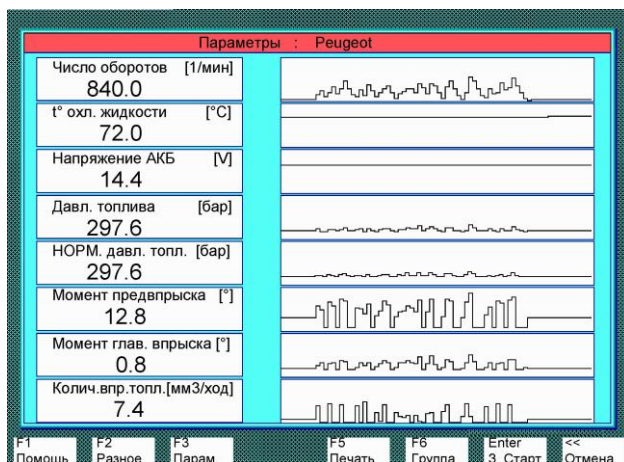 Параметры : Peugeot
Число оборотов [1/мин]
840.0
t° охл. жидкости [°C]
72.0
Напряжение АКБ [V]
14.4
Давл. топлива [бар]
297.6
НОРМ. давл. топл. [бар]
297.6
Момент предвпрыска [°]
12.8
Момент глав. впрыска [°]
0.8
Колич.впр.топл.[мм3/ход]
7.4
F1 F2 F3 F5 F6 Enter <<
Помощь Разное Парам. Печать Группа З_Старт Отмена